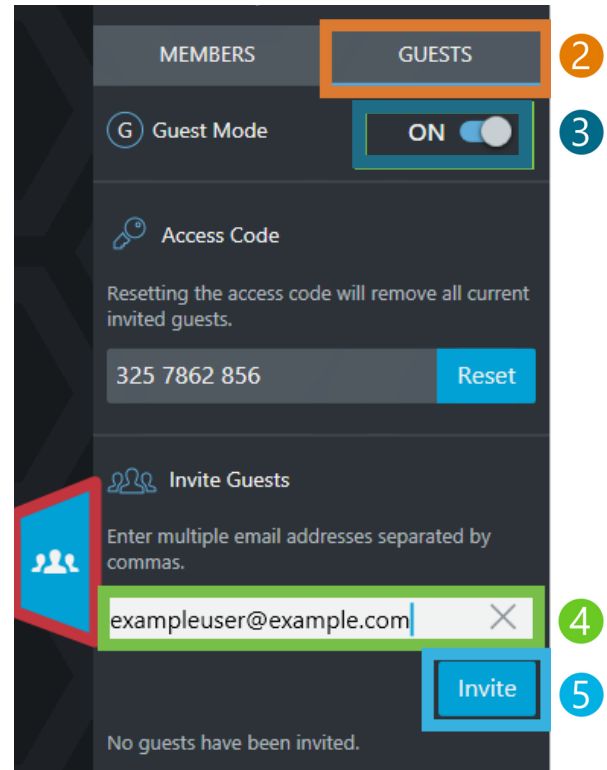 MEMBERS GUESTS 2
G Guest Mode ON 3
Access Code
Resetting the access code will remove all current
invited guests.
325 7862 856 Reset
Invite Guests
Enter multiple email addresses separated by
commas.
exampleuser@example.com 4
Invite 5
No guests have been invited.